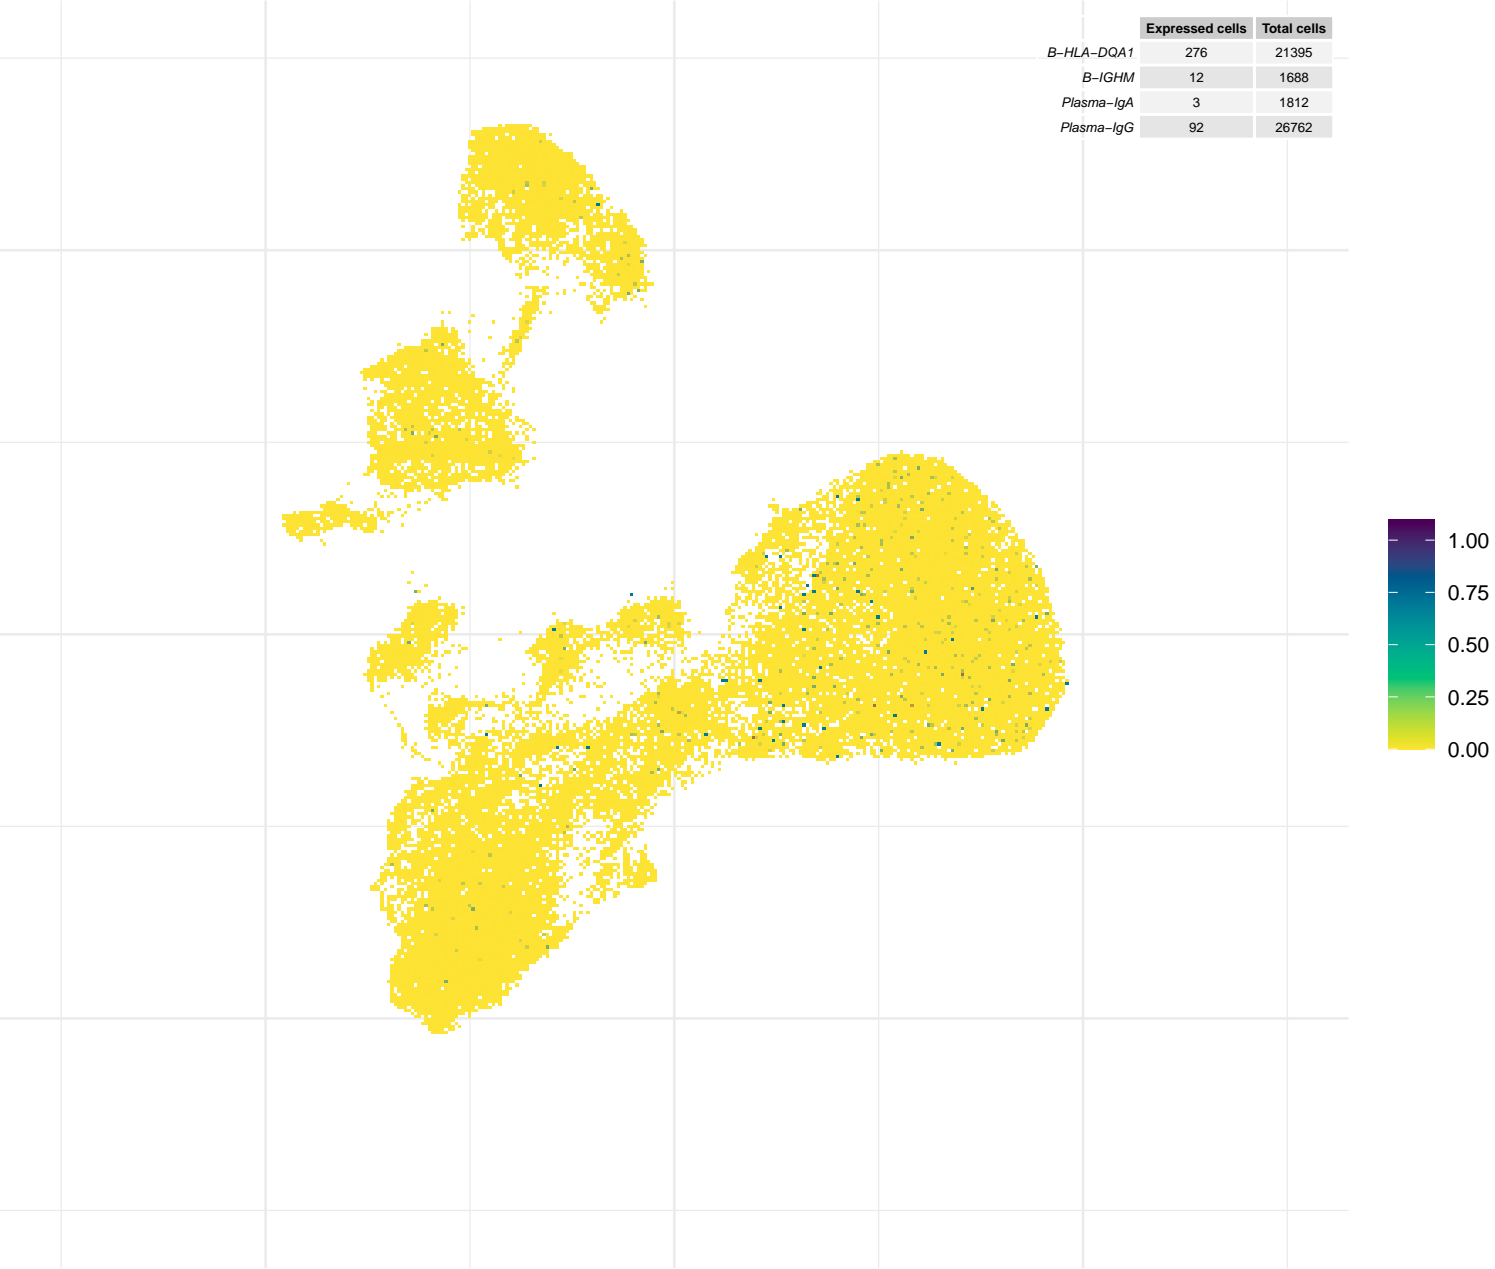 Expressed cells Total cells
B−HLA−DQA1 276 21395
B−IGHM 12 1688
Plasma−IgA 3 1812
Plasma−IgG 92 26762
1.00
0.75
0.50
0.25
0.00